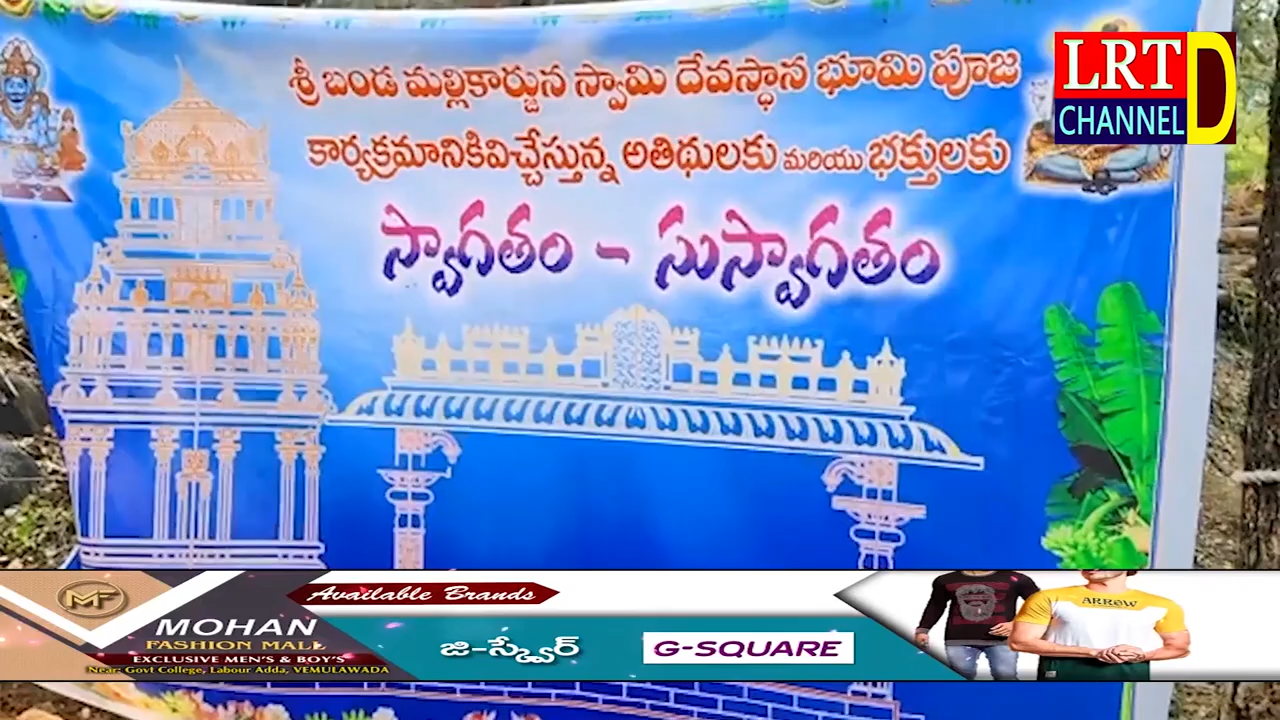 శ్రీ బండ మల్లికార్జున స్వామి దేవస్థాన భూమి పూజ
కార్యక్రమానికివిచ్చేస్తున్న అతిథులకు మరియు భక్తులకు
స్వాగతం - సుస్వాగతం
LRT
CHANNEL
D
MF
MOHAN
FASHION MALL
EXCLUSIVE MEN'S & BOY'S
Near: Govt College, Labour Adda, VEMULAWADA
Available Brands
జి-స్క్వేర్
G-SQUARE
ARROW